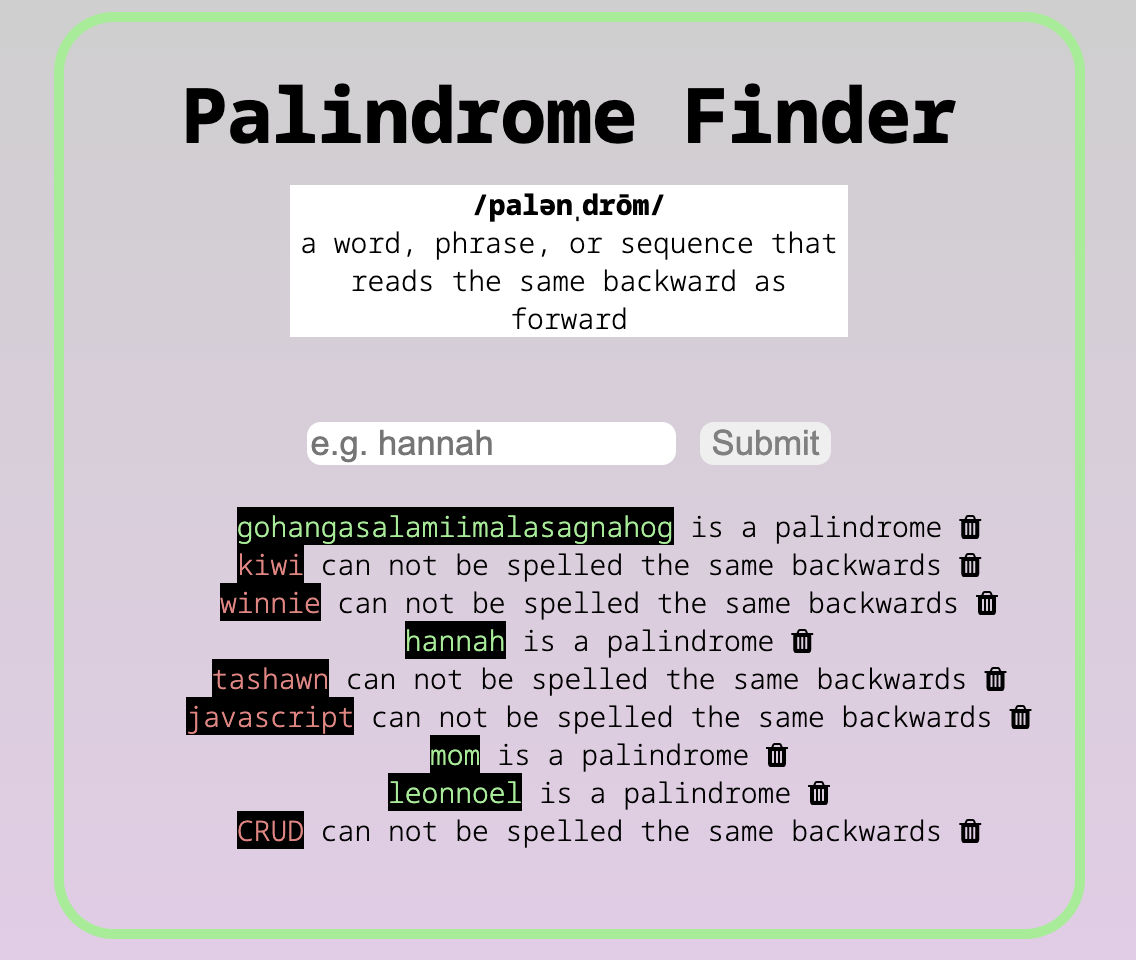 Palindrome Finder
/palənˌdrōm/
a word, phrase, or sequence that
reads the same backward as
forward
e.g. hannah Submit
gohangasalamiimalasagnahog is a palindrome
kiwi can not be spelled the same backwards
winnie can not be spelled the same backwards
hannah is a palindrome
tashawn can not be spelled the same backwards
javascript can not be spelled the same backwards
mom is a palindrome
leonnoel is a palindrome
CRUD can not be spelled the same backwards